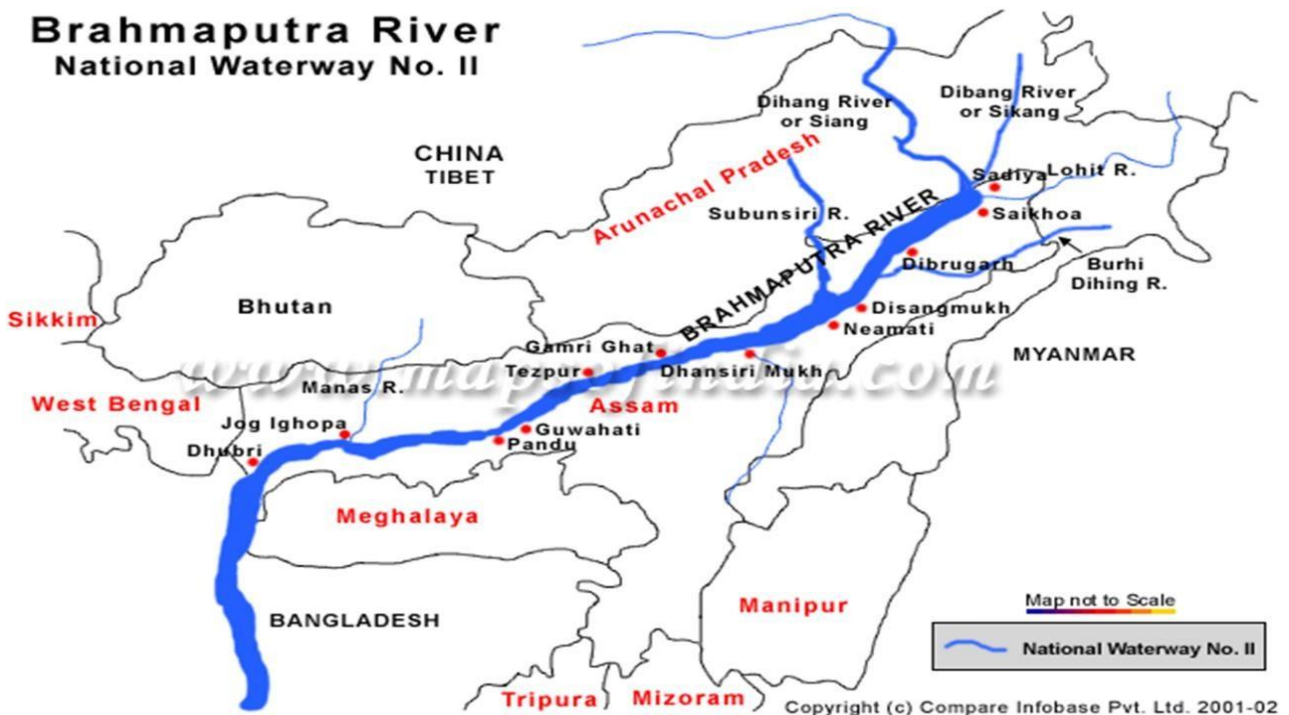 Brahmaputra River
National Waterway No. II
Dihang River
or Siang
Dibang River
or Sikang
CHINA
TIBET
Arunachal Pradesh
Sadiya
Lohit R.
Subunsiri R.
BRAHMAPUTRA RIVER
Saikhoa
Dibrugarh
Burhi
Dihing R.
Bhutan
Sikkim
Disangmukh
Neamati
Gamri Ghat
MYANMAR
www.mapsofindia.com
Tezpur
Dhansiri Mukh
Manas R.
West Bengal
Assam
Jog Ighopa
Guwahati
Dhubri
Pandu
Meghalaya
BANGLADESH
Manipur
Map not to Scale
National Waterway No. II
Tripura
Mizoram
Copyright (c) Compare Infobase Pvt. Ltd. 2001-02